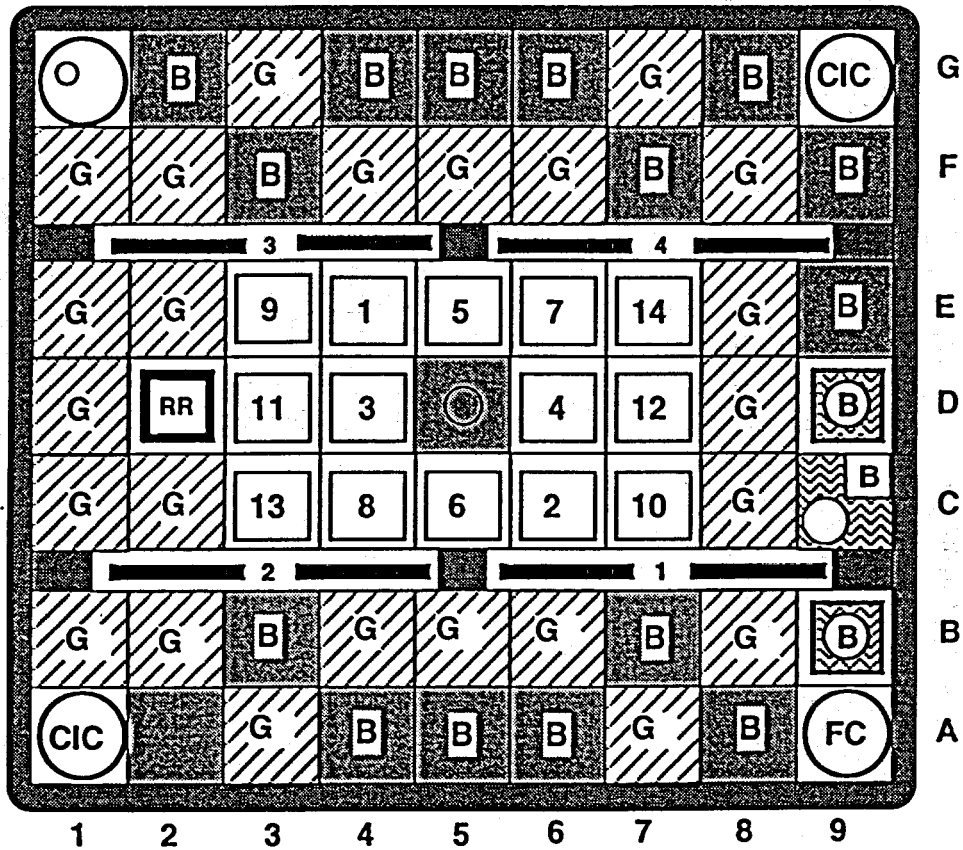 B G B B B G B CIC G
G G B G G G B G B F
3 4
G G 9 1 5 7 14 G B E
G RR 11 3 4 12 G B D
G G 13 8 6 2 10 G B C
2 1
G G B G G G B G B B
CIC G B B B G B FC A
1 2 3 4 5 6 7 8 9